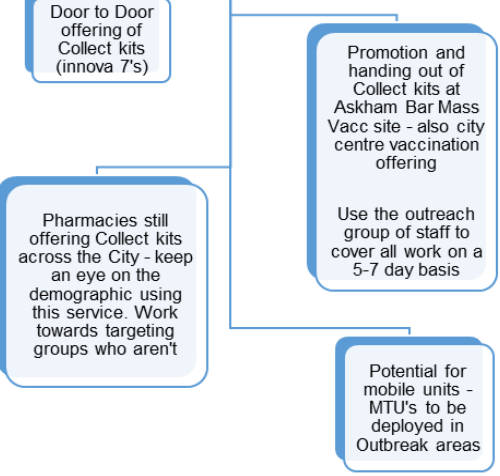 Door to Door
offering of
Collect kits
(innova 7's)
Promotion and
handing out of
Collect kits at
Askham Bar Mass
Vacc site - also city
centre vaccination
offering
Use the outreach
group of staff to
cover all work on a
5-7 day basis
Pharmacies still
offering Collect kits
across the City - keep
an eye on the
demographic using
this service. Work
towards targeting
groups who aren't
Potential for
mobile units -
MTU's to be
deployed in
Outbreak areas